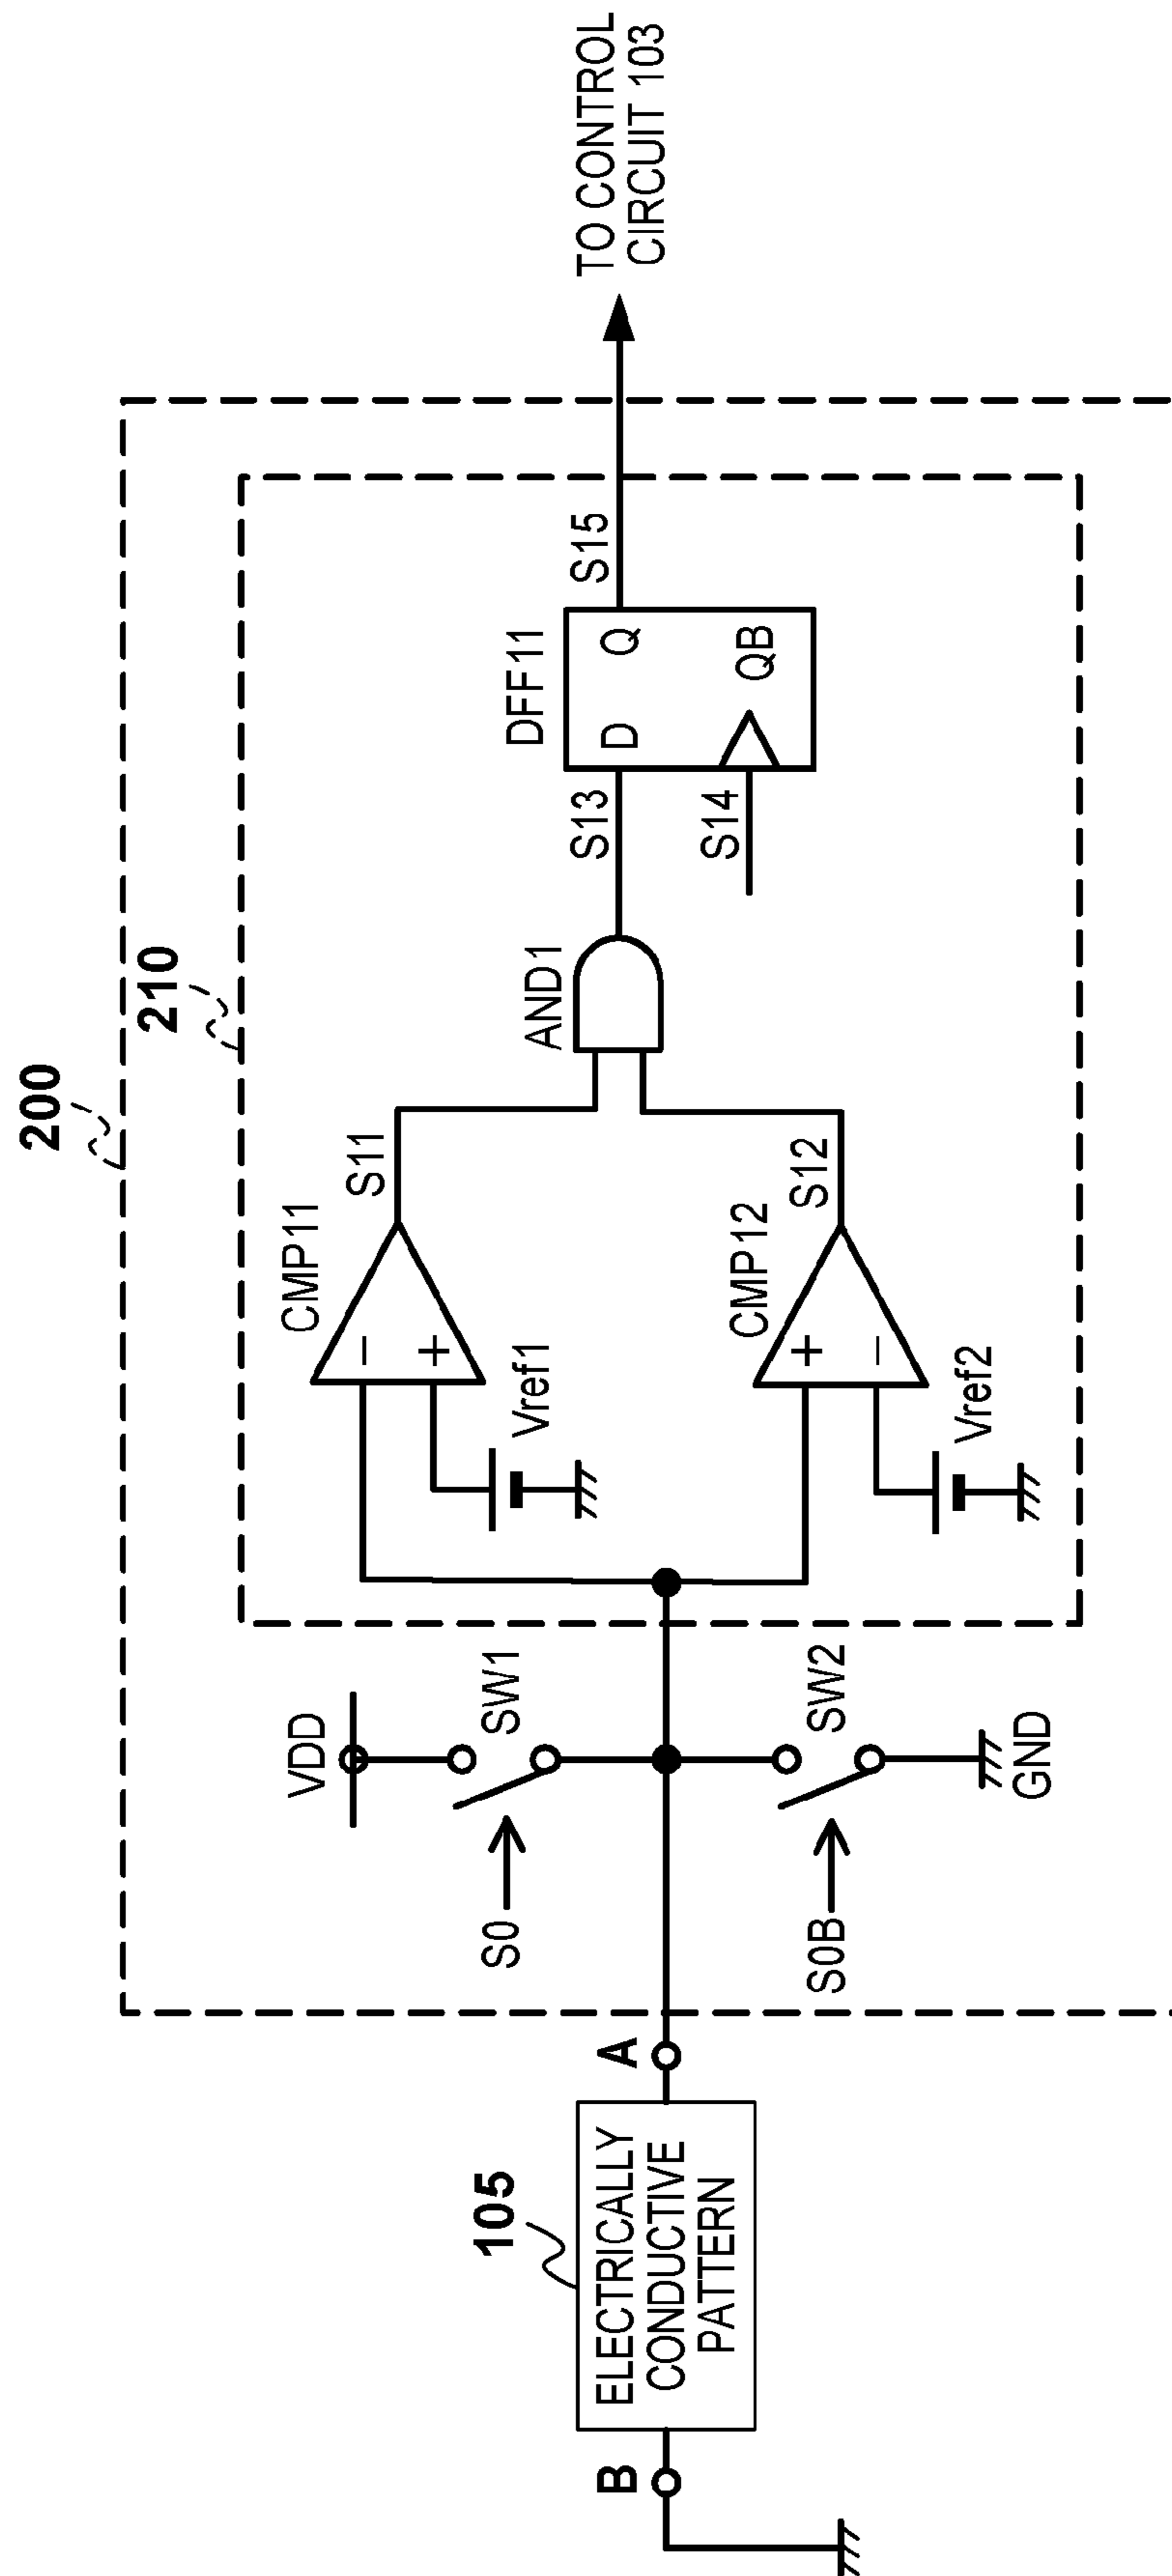 200
210
TO CONTROL
CIRCUIT 103
VDD
S0
SW1
S0B
SW2
GND
CMP11
S11
−
+
Vref1
CMP12
S12
+
−
Vref2
AND1
S13
S14
DFF11
D
Q
QB
S15
105
ELECTRICALLY
CONDUCTIVE
PATTERN
A
B